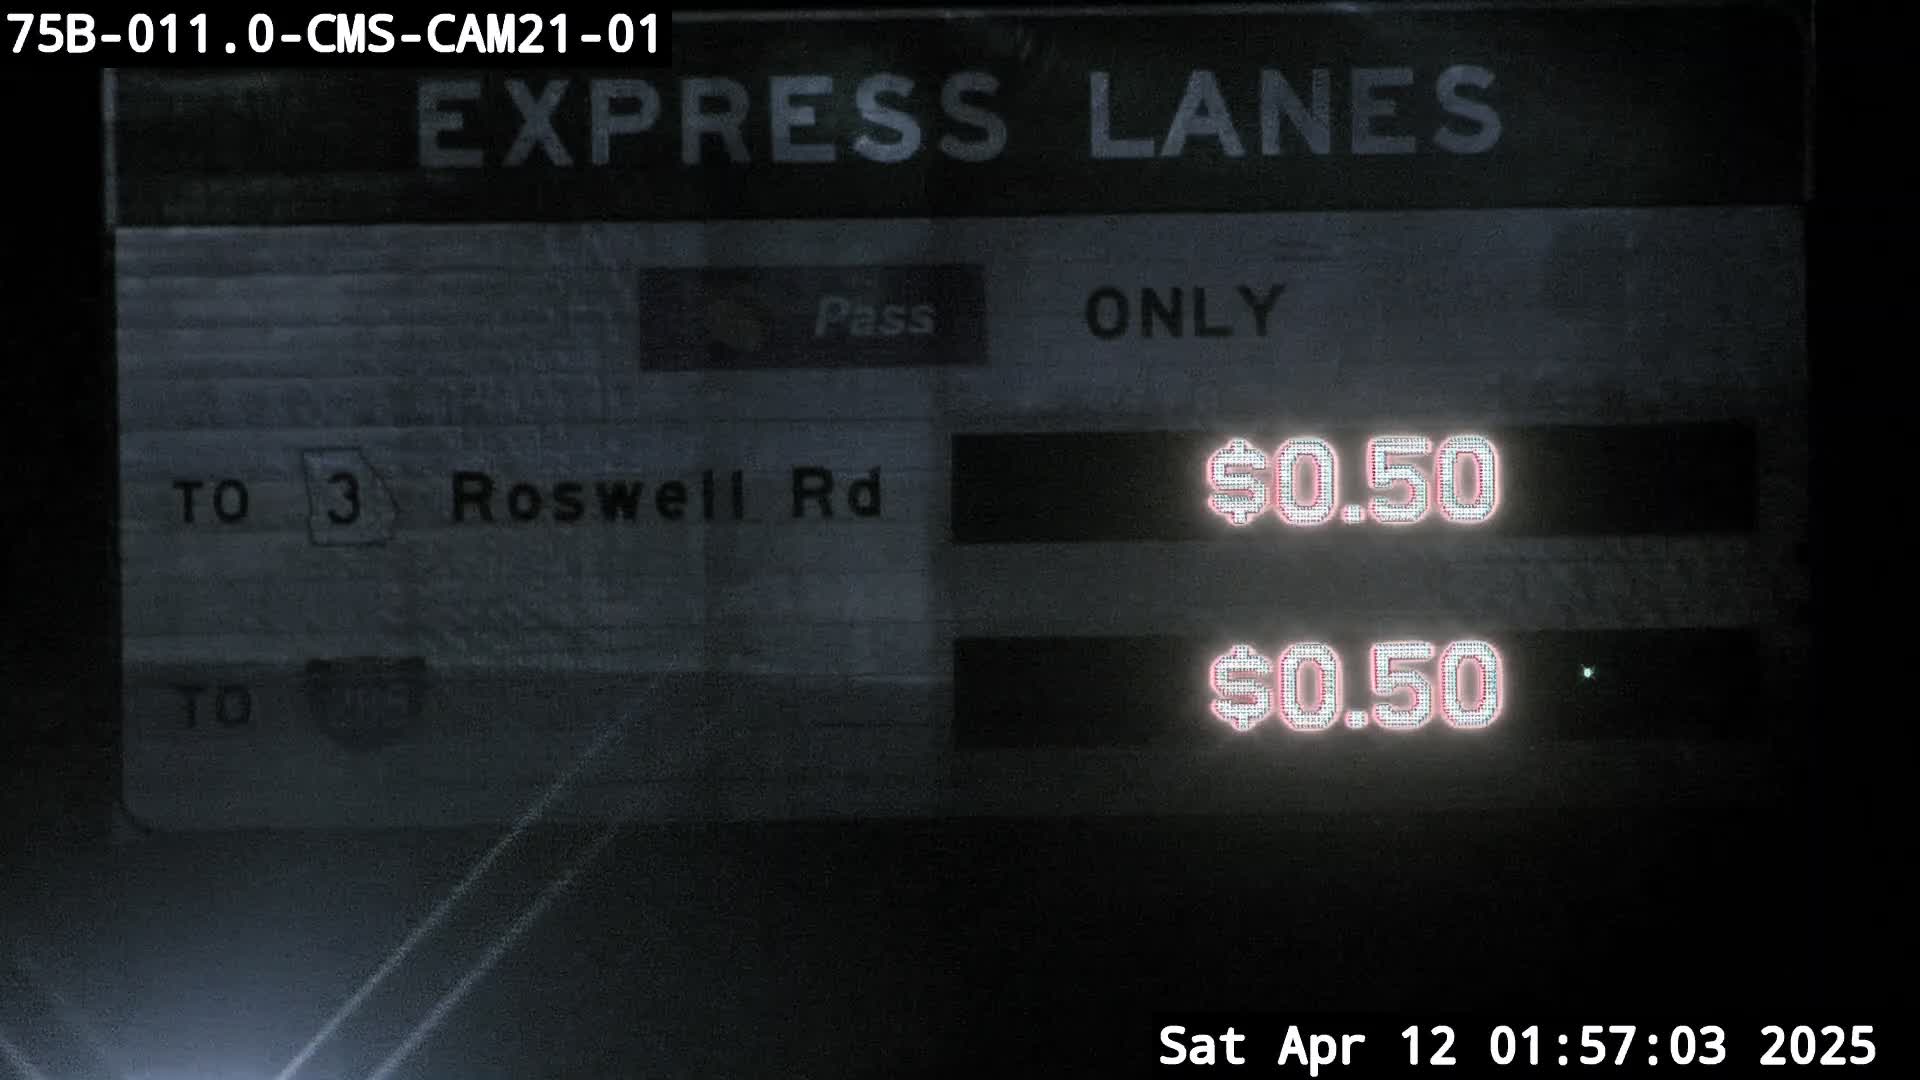 75B-011.0-CMS-CAM21-01
EXPRESS LANES
Pass ONLY
TO 3 Roswell Rd $0.50
TO $0.50
Sat Apr 12 01:57:03 2025